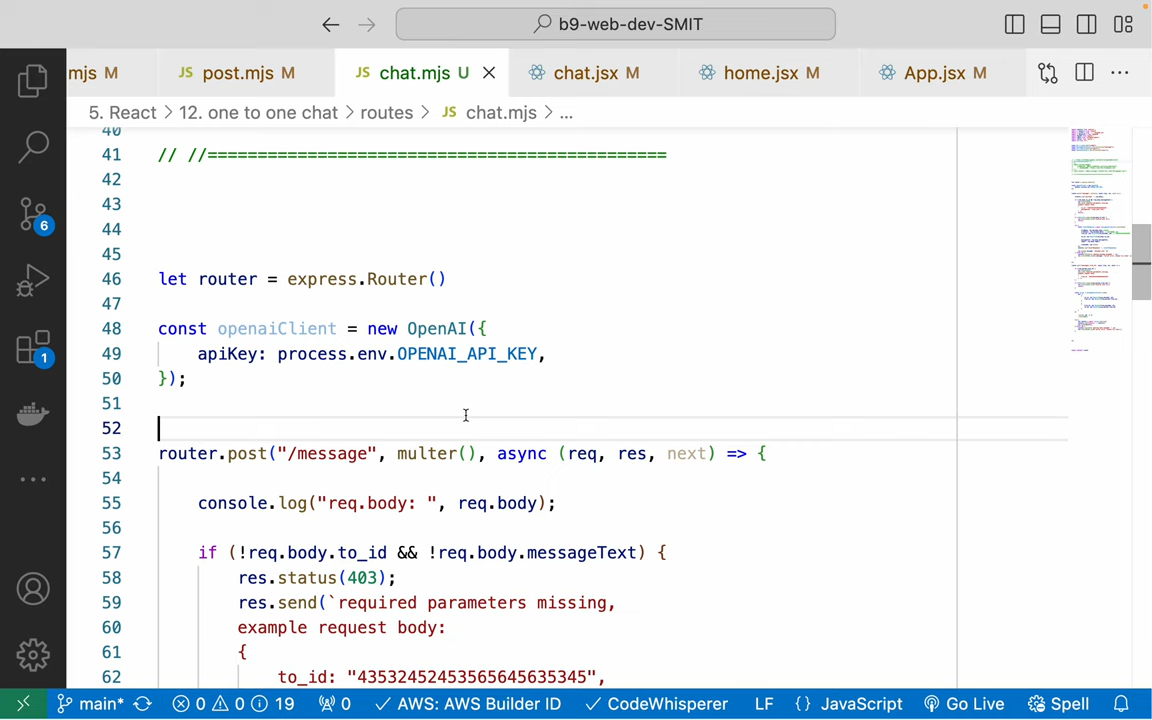 b9-web-dev-SMIT
mjs M
JS post.mjs M
JS chat.mjs U
chat.jsx M
home.jsx M
App.jsx M
5. React > 12. one to one chat > routes > JS chat.mjs > ...
40
41 // //==============================================
42
43
44
45
46 let router = express.Router()
47
48 const openaiClient = new OpenAI({
49 apiKey: process.env.OPENAI_API_KEY,
50 });
51
52
53 router.post("/message", multer(), async (req, res, next) => {
54
55 console.log("req.body: ", req.body);
56
57 if (!req.body.to_id && !req.body.messageText) {
58 res.status(403);
59 res.send(`required parameters missing,
60 example request body:
61 {
62 to_id: "43532452453565645635345",
6
1
main* 0 0 19 0 AWS: AWS Builder ID CodeWhisperer LF {} JavaScript Go Live Spell